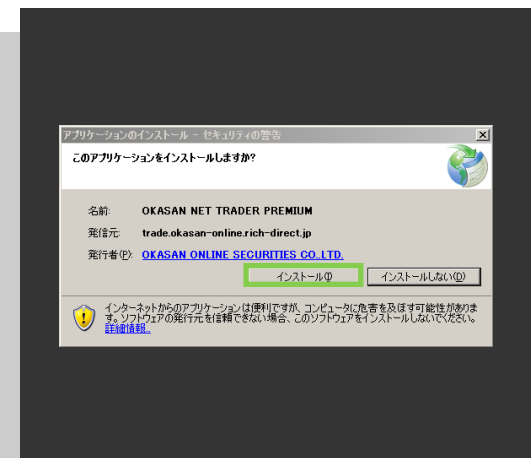 アプリケーションのインストール - セキュリティの警告
このアプリケーションをインストールしますか?
名前: OKASAN NET TRADER PREMIUM
発信元: trade.okasan-online.rich-direct.jp
発行者(P): OKASAN ONLINE SECURITIES CO.,LTD.
インストール(I) インストールしない(D)
インターネットからのアプリケーションは便利ですが、コンピュータに危害を及ぼす可能性がありま
す。ソフトウェアの発行元を信頼できない場合、このソフトウェアをインストールしないでください。
詳細情報...